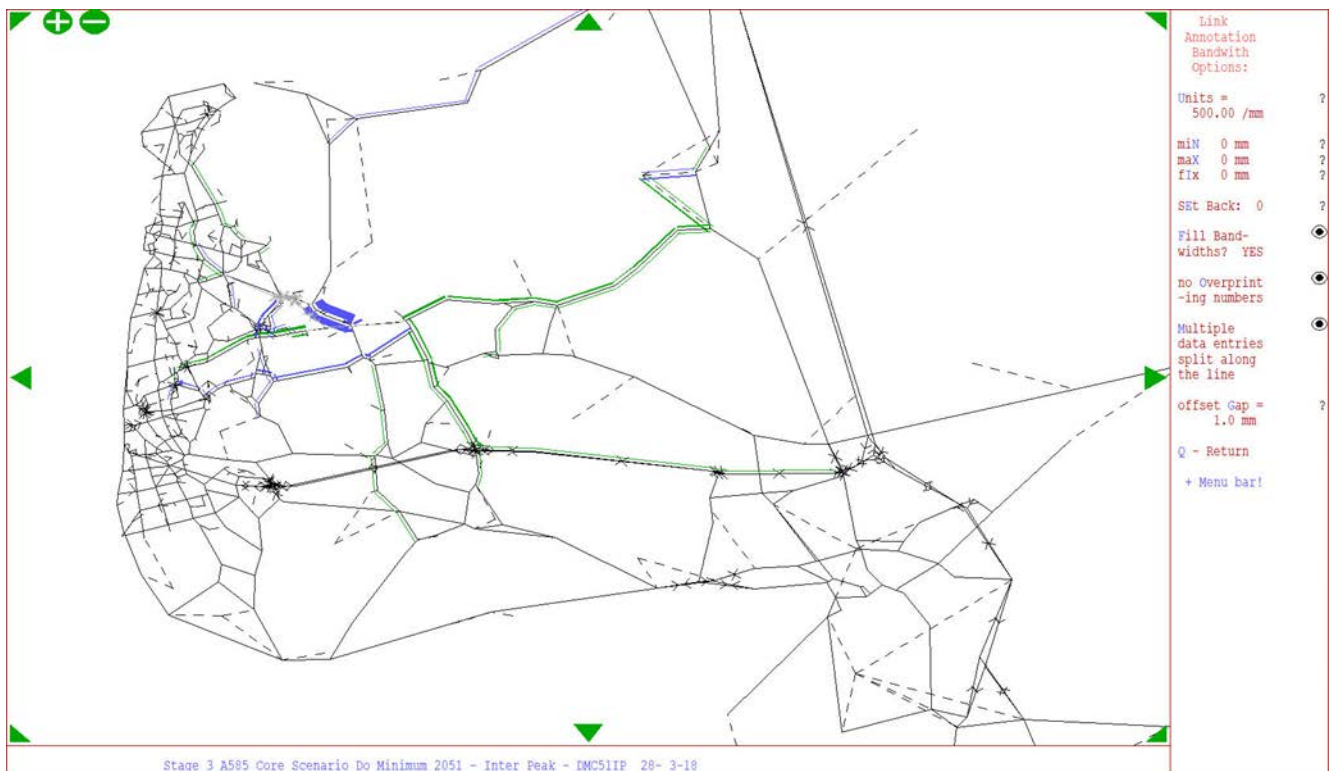 Link
Annotation
Bandwith
Options:
Units = ?
500.00 /mm
miN 0 mm ?
maX 0 mm ?
fIx 0 mm ?
SEt Back: 0 ?
Fill Band-
widths? YES
no Overprint
-ing numbers
Multiple
data entries
split along
the line
offset Gap = ?
1.0 mm
Q - Return
+ Menu bar!
Stage 3 A585 Core Scenario Do Minimum 2051 - Inter Peak - DMC51IP 28- 3-18